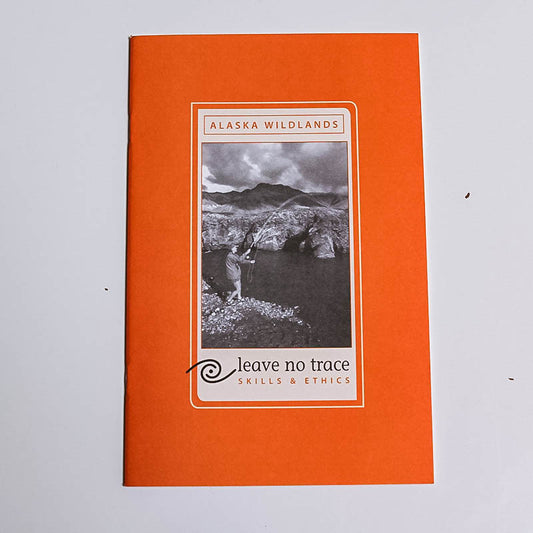 ALASKA WILDLANDS
leave no trace
SKILLS & ETHICS